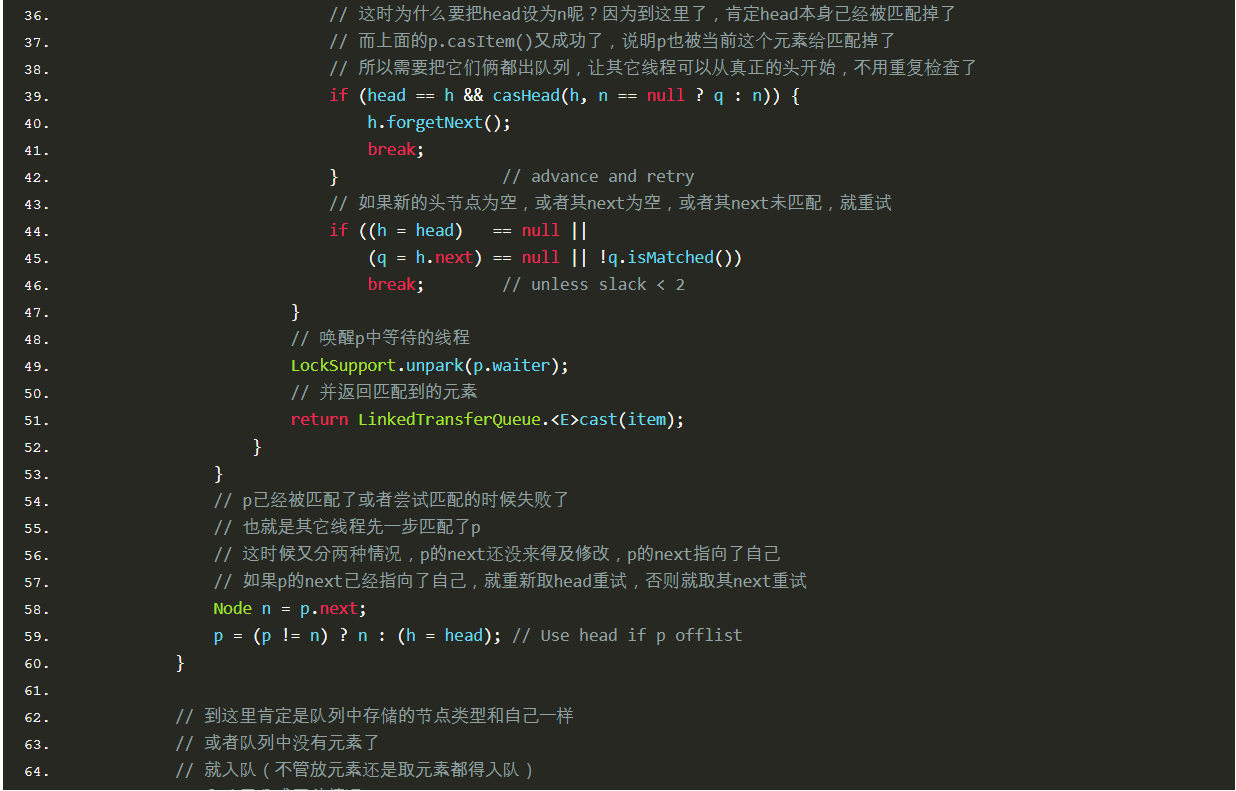 36. // 这时为什么要把head设为n呢？因为到这里了，肯定head本身已经被匹配掉了
37. // 而上面的p.casItem()又成功了，说明p也被当前这个元素给匹配掉了
38. // 所以需要把它们俩都出队列，让其它线程可以从真正的头开始，不用重复检查了
39. if (head == h && casHead(h, n == null ? q : n)) {
40. h.forgetNext();
41. break;
42. } // advance and retry
43. // 如果新的头节点为空，或者其next为空，或者其next未匹配，就重试
44. if ((h = head) == null ||
45. (q = h.next) == null || !q.isMatched())
46. break; // unless slack < 2
47. }
48. // 唤醒p中等待的线程
49. LockSupport.unpark(p.waiter);
50. // 并返回匹配到的元素
51. return LinkedTransferQueue.<E>cast(item);
52. }
53. }
54. // p已经被匹配了或者尝试匹配的时候失败了
55. // 也就是其它线程先一步匹配了p
56. // 这时候又分两种情况，p的next还没来得及修改，p的next指向了自己
57. // 如果p的next已经指向了自己，就重新取head重试，否则就取其next重试
58. Node n = p.next;
59. p = (p != n) ? n : (h = head); // Use head if p offlist
60. }
61.
62. // 到这里肯定是队列中存储的节点类型和自己一样
63. // 或者队列中没有元素了
64. // 就入队（不管放元素还是取元素都得入队）